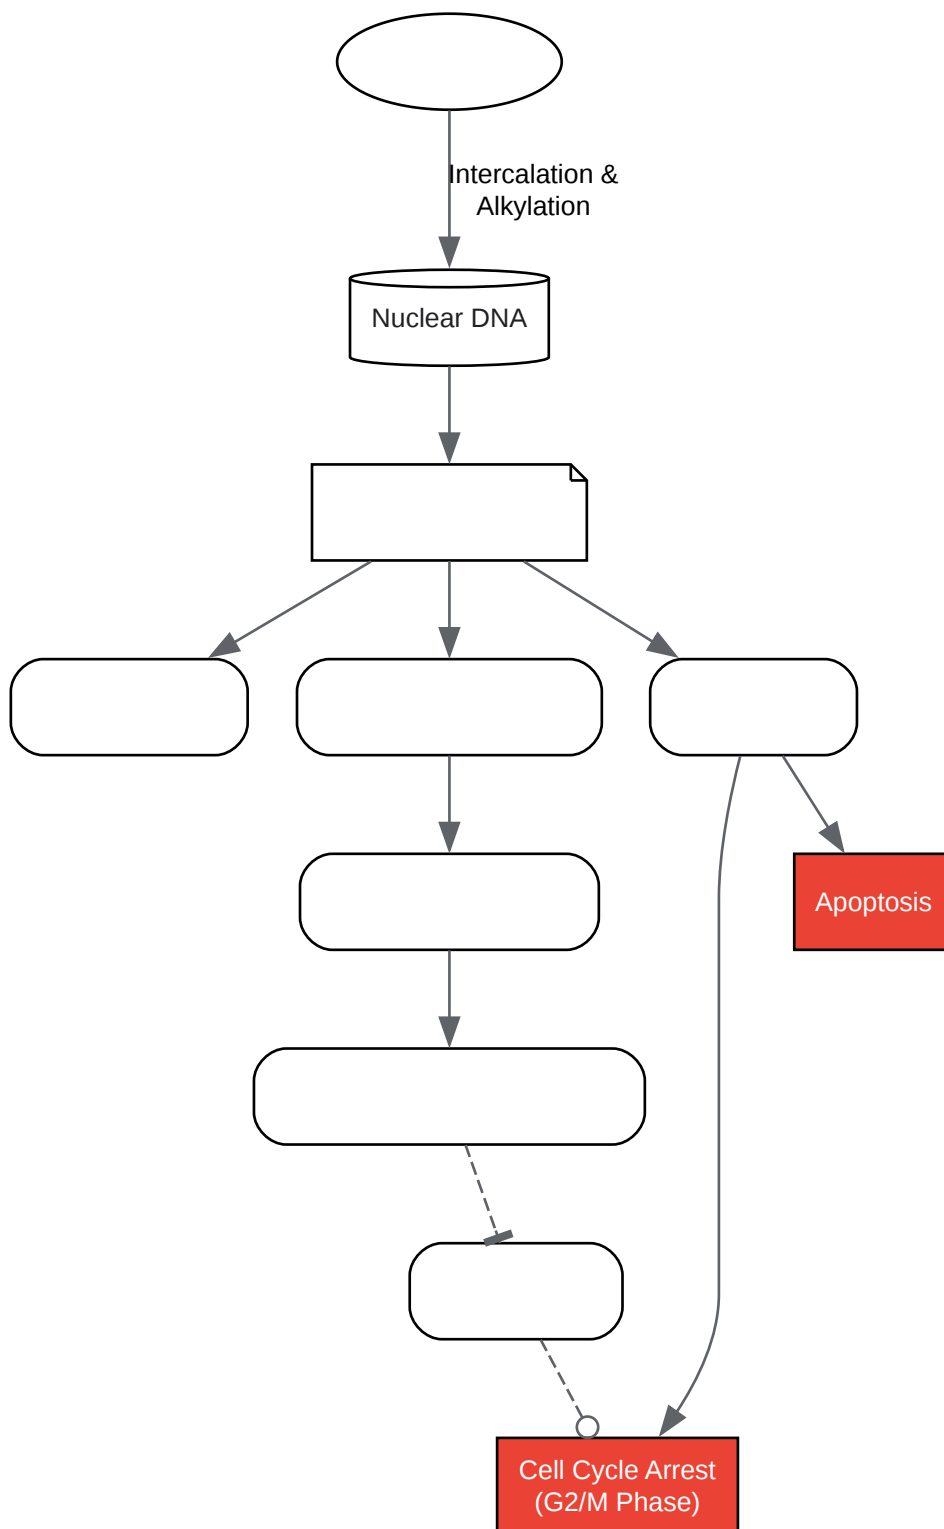 Intercalation &
Alkylation
Nuclear DNA
Apoptosis
Cell Cycle Arrest
(G2/M Phase)